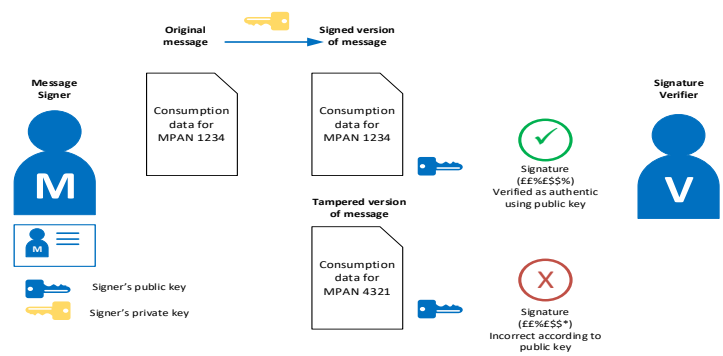 Original
message
Signed version
of message
Message
Signer
Signature
Verifier
Consumption
data for
MPAN 1234
Consumption
data for
MPAN 1234
M
V
Signature
(££%£$$%)
Verified as authentic
using public key
Tampered version
of message
M
Consumption
data for
MPAN 4321
X
Signer's public key
Signer's private key
Signature
(££%£$$*)
Incorrect according to
public key